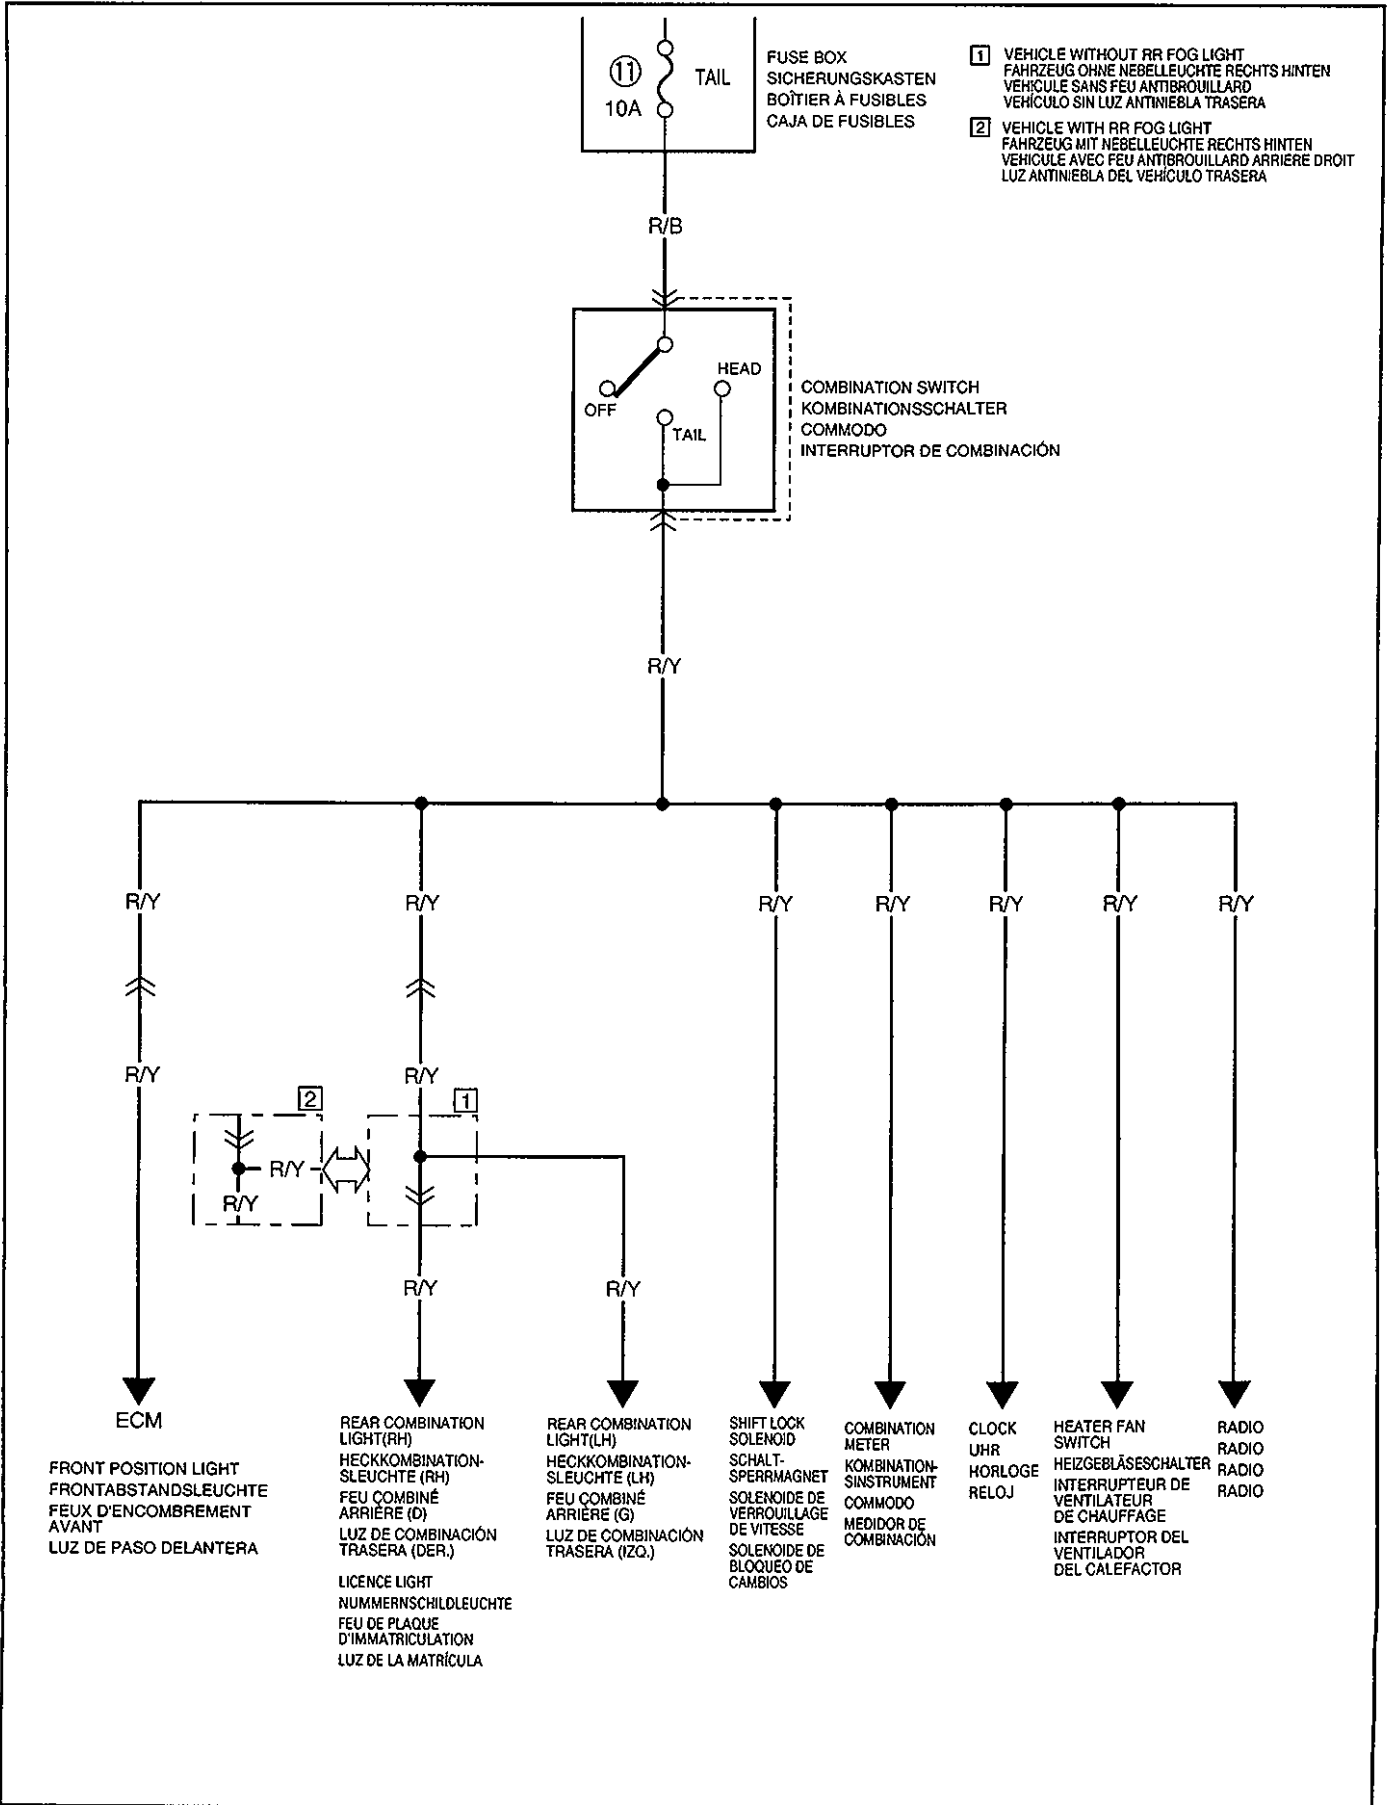 ⑪
10A
TAIL
FUSE BOX
SICHERUNGSKASTEN
BOÎTIER À FUSIBLES
CAJA DE FUSIBLES
1 VEHICLE WITHOUT RR FOG LIGHT
FAHRZEUG OHNE NEBELLEUCHTE RECHTS HINTEN
VEHICULE SANS FEU ANTIBROUILLARD
VEHÍCULO SIN LUZ ANTINIEBLA TRASERA
2 VEHICLE WITH RR FOG LIGHT
FAHRZEUG MIT NEBELLEUCHTE RECHTS HINTEN
VEHICULE AVEC FEU ANTIBROUILLARD ARRIERE DROIT
LUZ ANTINIEBLA DEL VEHÍCULO TRASERA
R/B
HEAD
OFF
TAIL
COMBINATION SWITCH
KOMBINATIONSSCHALTER
COMMODO
INTERRUPTOR DE COMBINACIÓN
R/Y
R/Y
R/Y
R/Y
R/Y
R/Y
R/Y
R/Y
R/Y
R/Y
2
1
R/Y
R/Y
R/Y
R/Y
ECM
FRONT POSITION LIGHT
FRONTABSTANDSLEUCHTE
FEUX D'ENCOMBREMENT
AVANT
LUZ DE PASO DELANTERA
REAR COMBINATION
LIGHT(RH)
HECKKOMBINATION-
SLEUCHTE (RH)
FEU COMBINÉ
ARRIÈRE (D)
LUZ DE COMBINACIÓN
TRASERA (DER.)
LICENCE LIGHT
NUMMERNSCHILDLEUCHTE
FEU DE PLAQUE
D'IMMATRICULATION
LUZ DE LA MATRÍCULA
REAR COMBINATION
LIGHT(LH)
HECKKOMBINATION-
SLEUCHTE (LH)
FEU COMBINÉ
ARRIÈRE (G)
LUZ DE COMBINACIÓN
TRASERA (IZQ.)
SHIFT LOCK
SOLENOID
SCHALT-
SPERRMAGNET
SOLENOIDE DE
VERROUILLAGE
DE VITESSE
SOLENOIDE DE
BLOQUEO DE
CAMBIOS
COMBINATION
METER
KOMBINATION-
SINSTRUMENT
COMMODO
MEDIDOR DE
COMBINACIÓN
CLOCK
UHR
HORLOGE
RELOJ
HEATER FAN
SWITCH
HEIZGEBLÄSESCHALTER
INTERRUPTEUR DE
VENTILATEUR
DE CHAUFFAGE
INTERRUPTOR DEL
VENTILADOR
DEL CALEFACTOR
RADIO
RADIO
RADIO
RADIO